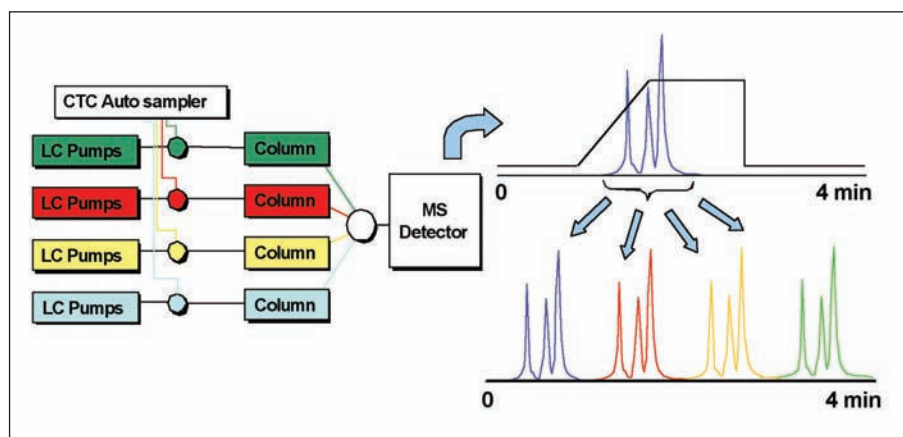 CTC Auto sampler
LC Pumps
Column
LC Pumps
Column
LC Pumps
Column
LC Pumps
Column
MS
Detector
0
4 min
0
4 min